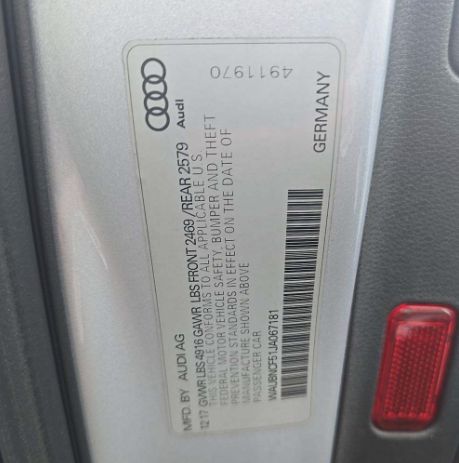 MFD. BY AUDI AG
12 17 GVWR LBS 4916 GAWR LBS FRONT 2469 / REAR 2579
THIS VEHICLE CONFORMS TO ALL APPLICABLE U S
FEDERAL MOTOR VEHICLE SAFETY, BUMPER AND THEFT
PREVENTION STANDARDS IN EFFECT ON THE DATE OF
MANUFACTURE SHOWN ABOVE
PASSENGER CAR
WAUBNCF51JA067181
Audi
4911970
GERMANY